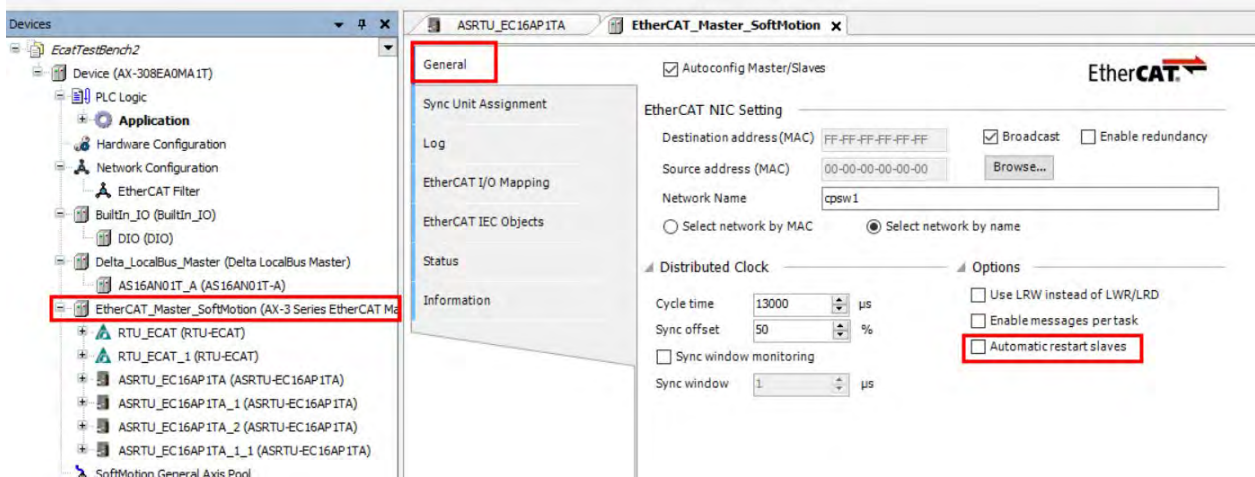 Devices
EcatTestBench2
Device (AX-308EA0MA1T)
PLC Logic
Application
Hardware Configuration
Network Configuration
EtherCAT Filter
BuiltIn_IO (BuiltIn_IO)
DIO (DIO)
Delta_LocalBus_Master (Delta LocalBus Master)
AS16AN01T_A (AS16AN01T-A)
EtherCAT_Master_SoftMotion (AX-3 Series EtherCAT Ma
RTU_ECAT (RTU-ECAT)
RTU_ECAT_1 (RTU-ECAT)
ASRTU_EC16AP1TA (ASRTU-EC16AP1TA)
ASRTU_EC16AP1TA_1 (ASRTU-EC16AP1TA)
ASRTU_EC16AP1TA_2 (ASRTU-EC16AP1TA)
ASRTU_EC16AP1TA_1_1 (ASRTU-EC16AP1TA)
SoftMotion General Axis Pool
ASRTU_EC16AP1TA EtherCAT_Master_SoftMotion
General
Sync Unit Assignment
Log
EtherCAT I/O Mapping
EtherCAT IEC Objects
Status
Information
Autoconfig Master/Slaves
EtherCAT
EtherCAT NIC Setting
Destination address (MAC) FF-FF-FF-FF-FF-FF Broadcast Enable redundancy
Source address (MAC) 00-00-00-00-00-00 Browse...
Network Name cpsw1
Select network by MAC Select network by name
Distributed Clock
Cycle time 13000 µs
Sync offset 50 %
Sync window monitoring
Sync window 1 µs
Options
Use LRW instead of LWR/LRD
Enable messages per task
Automatic restart slaves